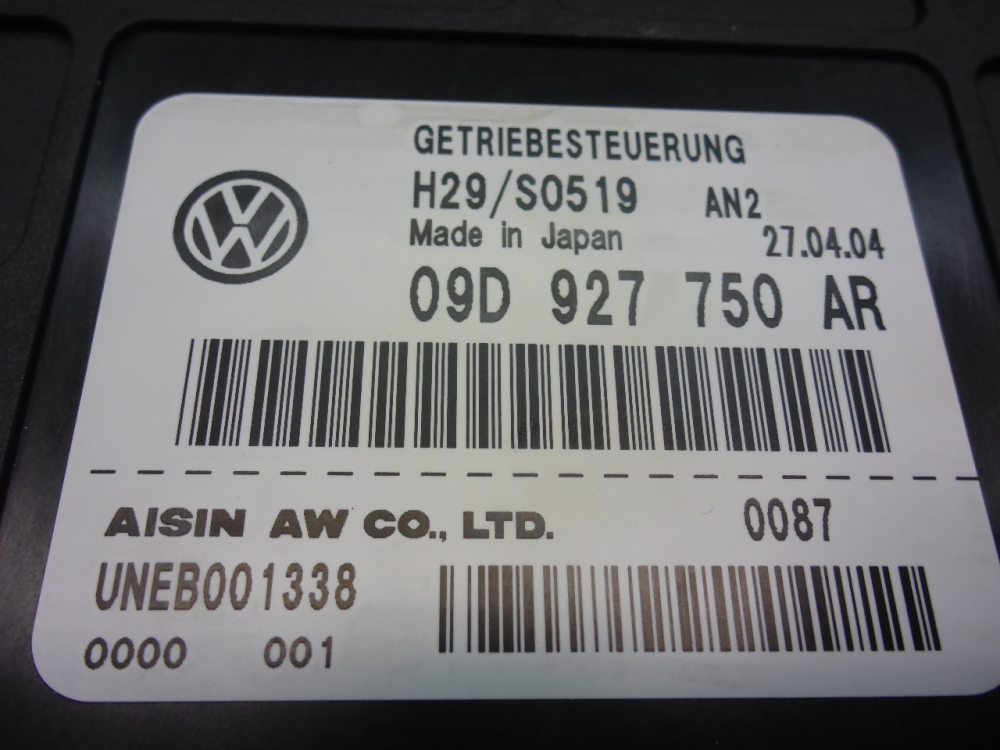 GETRIEBESTEUERUNG
H29/S0519 AN2
Made in Japan 27.04.04
09D 927 750 AR
AISIN AW CO., LTD. 0087
UNEB001338
0000 001